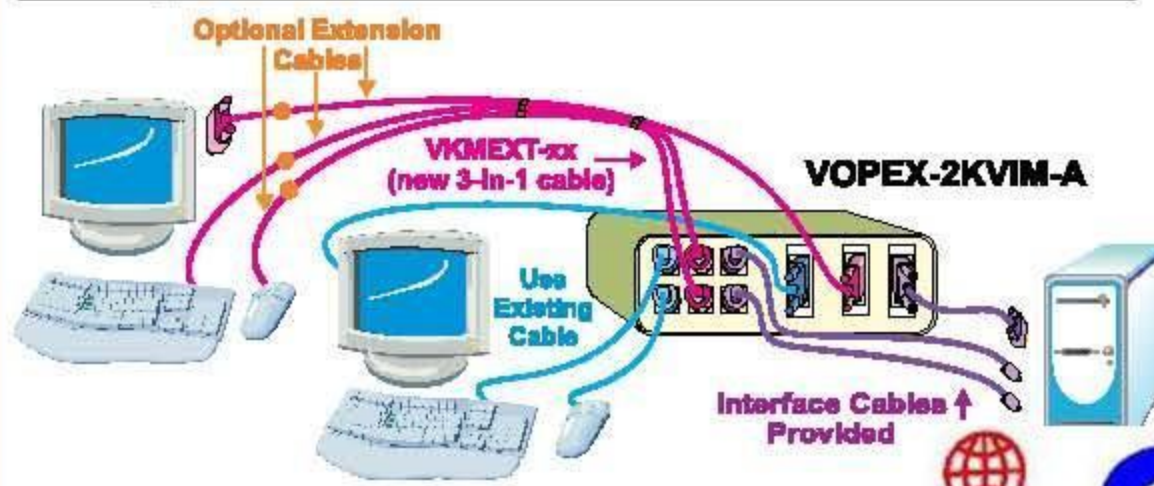 Optional Extension
Cables
VKMEXT-xx
(new 3-in-1 cable)
VOPEX-2KVIM-A
Use
Existing
Cable
Interface Cables
Provided